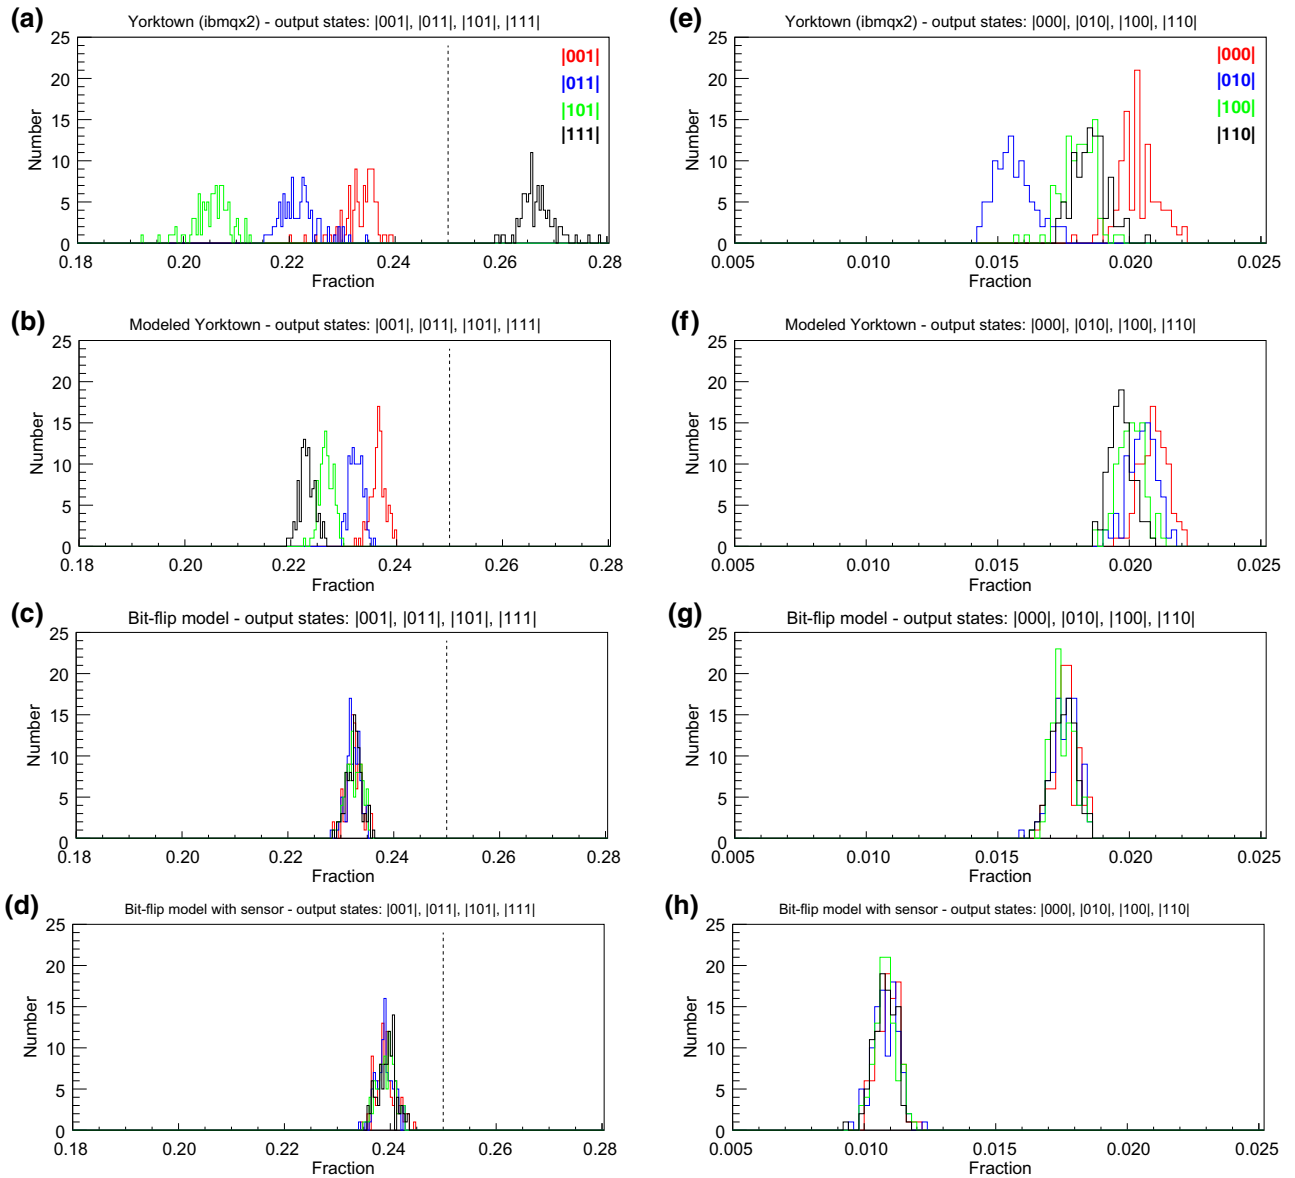 (a)
Yorktown (ibmqx2) - output states: |001|, |011|, |101|, |111|
25
20
15
10
5
0
Number
|001|
|011|
|101|
|111|
0.18 0.20 0.22 0.24 0.26 0.28
Fraction
(e)
Yorktown (ibmqx2) - output states: |000|, |010|, |100|, |110|
25
20
15
10
5
0
Number
|000|
|010|
|100|
|110|
0.005 0.010 0.015 0.020 0.025
Fraction
(b)
Modeled Yorktown - output states: |001|, |011|, |101|, |111|
25
20
15
10
5
0
Number
0.18 0.20 0.22 0.24 0.26 0.28
Fraction
(f)
Modeled Yorktown - output states: |000|, |010|, |100|, |110|
25
20
15
10
5
0
Number
0.005 0.010 0.015 0.020 0.025
Fraction
(c)
Bit-flip model - output states: |001|, |011|, |101|, |111|
25
20
15
10
5
0
Number
0.18 0.20 0.22 0.24 0.26 0.28
Fraction
(g)
Bit-flip model - output states: |000|, |010|, |100|, |110|
25
20
15
10
5
0
Number
0.005 0.010 0.015 0.020 0.025
Fraction
(d)
Bit-flip model with sensor - output states: |001|, |011|, |101|, |111|
25
20
15
10
5
0
Number
0.18 0.20 0.22 0.24 0.26 0.28
Fraction
(h)
Bit-flip model with sensor - output states: |000|, |010|, |100|, |110|
25
20
15
10
5
0
Number
0.005 0.010 0.015 0.020 0.025
Fraction